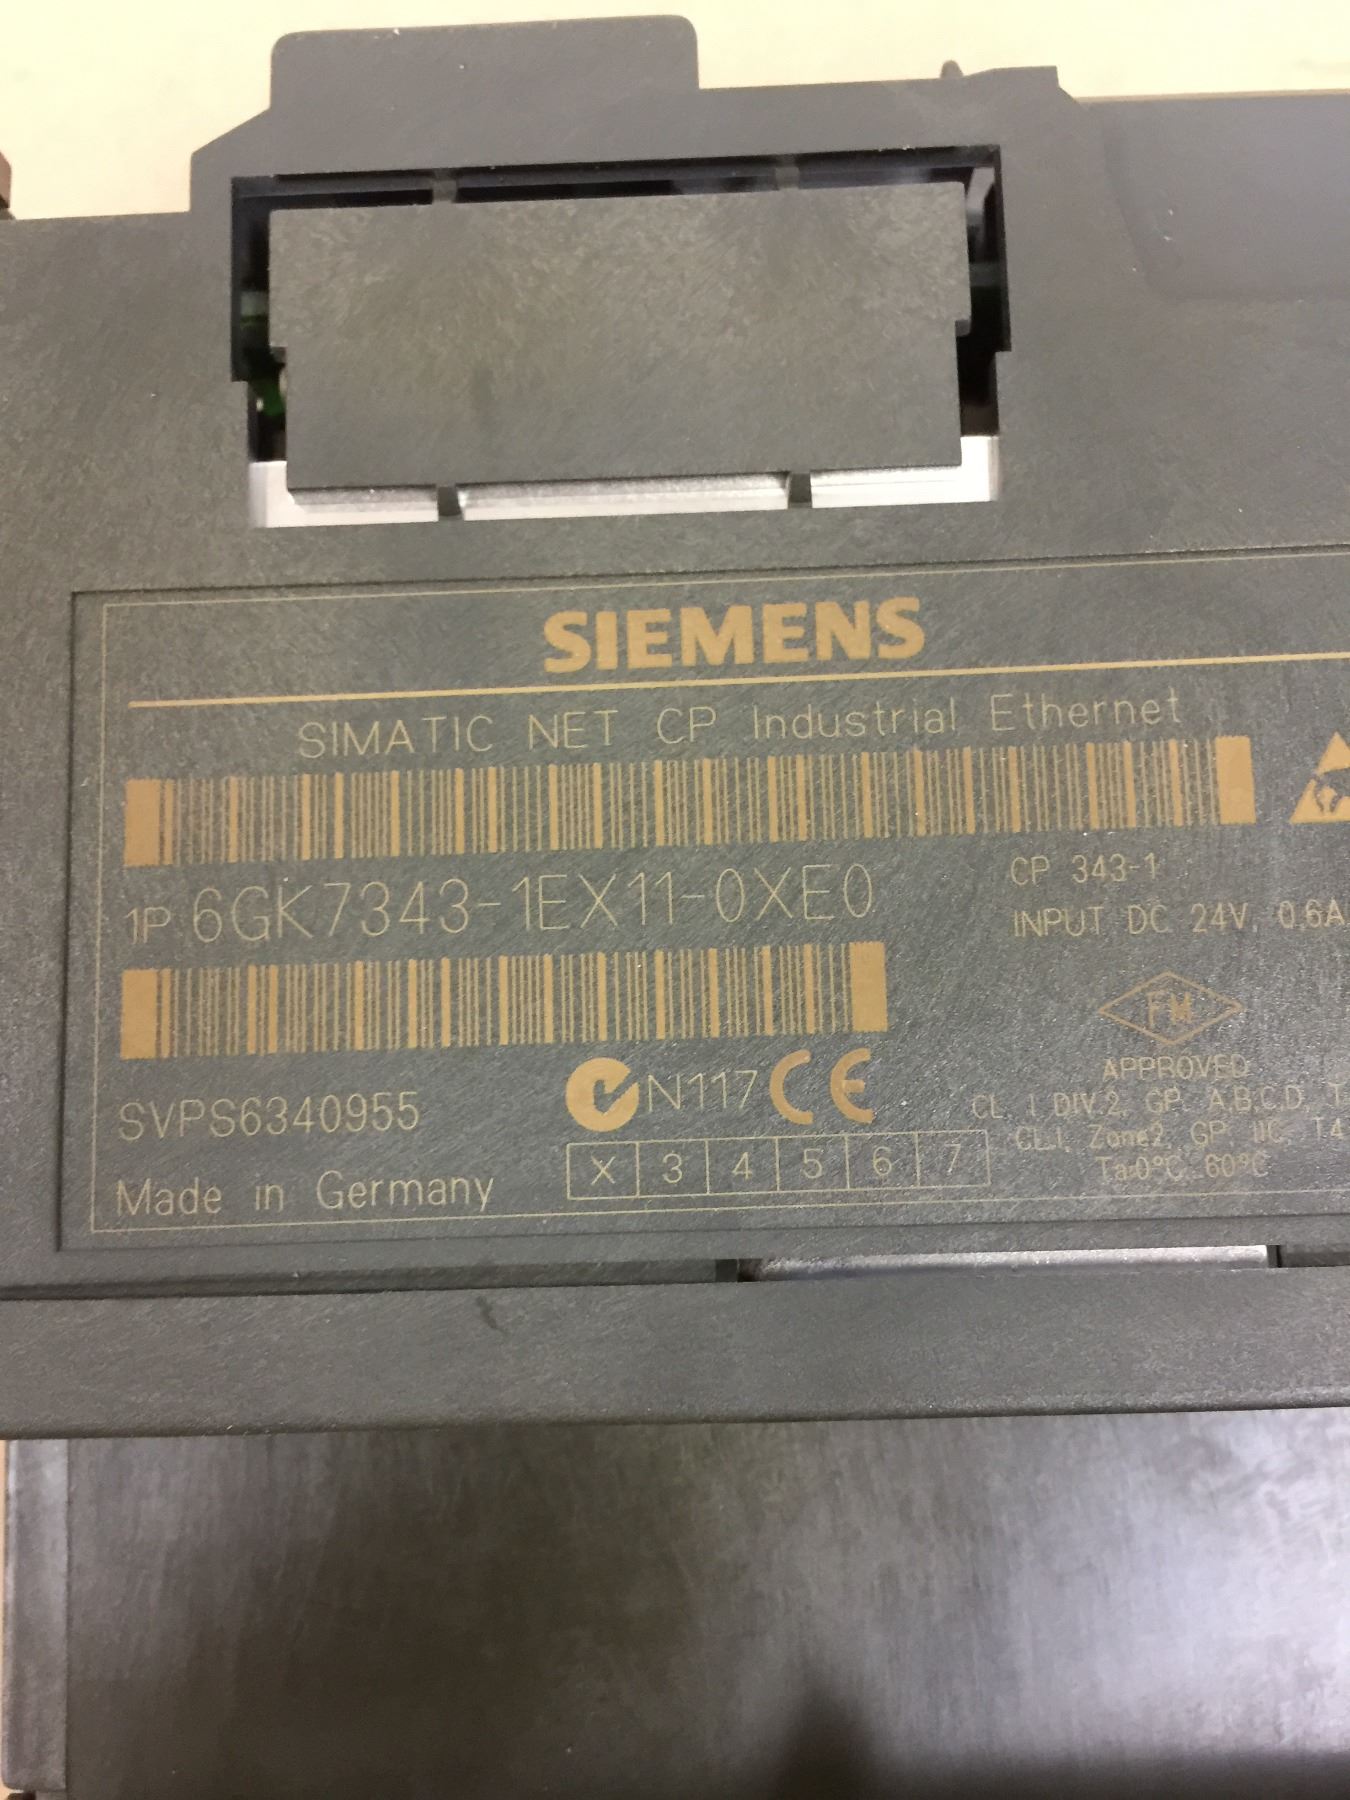 SIEMENS
SIMATIC NET CP Industrial Ethernet
1P 6GK7343-1EX11-0XE0
CP 343-1
INPUT DC 24V, 0,6A
FM
APPROVED
SVPS6340955
N117 CE
CL. I, DIV.2, GP. A,B,C,D, T
CL.I, Zone2, GP. IIC, T4
Ta:0°C..60°C
Made in Germany
X 3 4 5 6 7